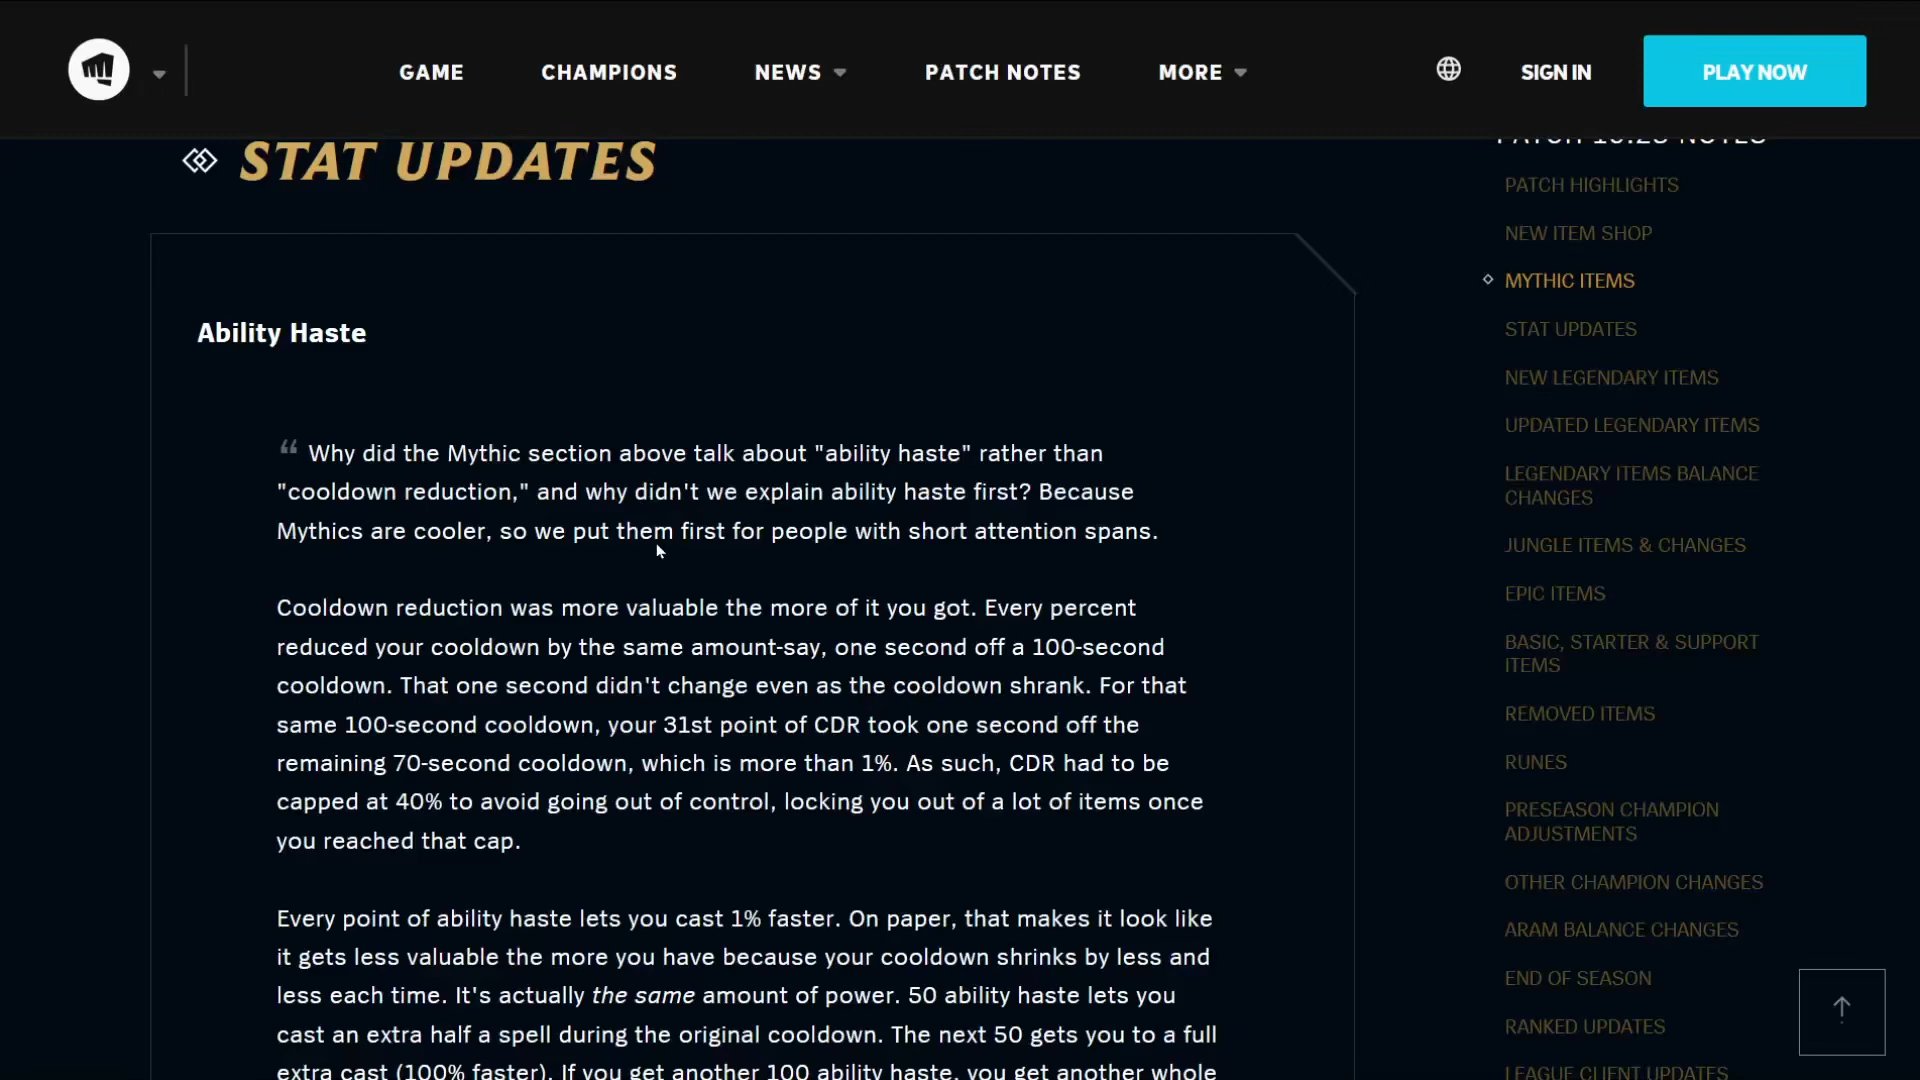 GAME
CHAMPIONS
NEWS
PATCH NOTES
MORE
SIGN IN
PLAY NOW
STAT UPDATES
Ability Haste
“ Why did the Mythic section above talk about "ability haste" rather than
"cooldown reduction," and why didn't we explain ability haste first? Because
Mythics are cooler, so we put them first for people with short attention spans.
Cooldown reduction was more valuable the more of it you got. Every percent
reduced your cooldown by the same amount-say, one second off a 100-second
cooldown. That one second didn't change even as the cooldown shrank. For that
same 100-second cooldown, your 31st point of CDR took one second off the
remaining 70-second cooldown, which is more than 1%. As such, CDR had to be
capped at 40% to avoid going out of control, locking you out of a lot of items once
you reached that cap.
Every point of ability haste lets you cast 1% faster. On paper, that makes it look like
it gets less valuable the more you have because your cooldown shrinks by less and
less each time. It's actually the same amount of power. 50 ability haste lets you
cast an extra half a spell during the original cooldown. The next 50 gets you to a full
extra cast (100% faster). If you get another 100 ability haste, you get another whole
PATCH 10.23 NOTES
PATCH HIGHLIGHTS
NEW ITEM SHOP
MYTHIC ITEMS
STAT UPDATES
NEW LEGENDARY ITEMS
UPDATED LEGENDARY ITEMS
LEGENDARY ITEMS BALANCE
CHANGES
JUNGLE ITEMS & CHANGES
EPIC ITEMS
BASIC, STARTER & SUPPORT
ITEMS
REMOVED ITEMS
RUNES
PRESEASON CHAMPION
ADJUSTMENTS
OTHER CHAMPION CHANGES
ARAM BALANCE CHANGES
END OF SEASON
RANKED UPDATES
LEAGUE CLIENT UPDATES